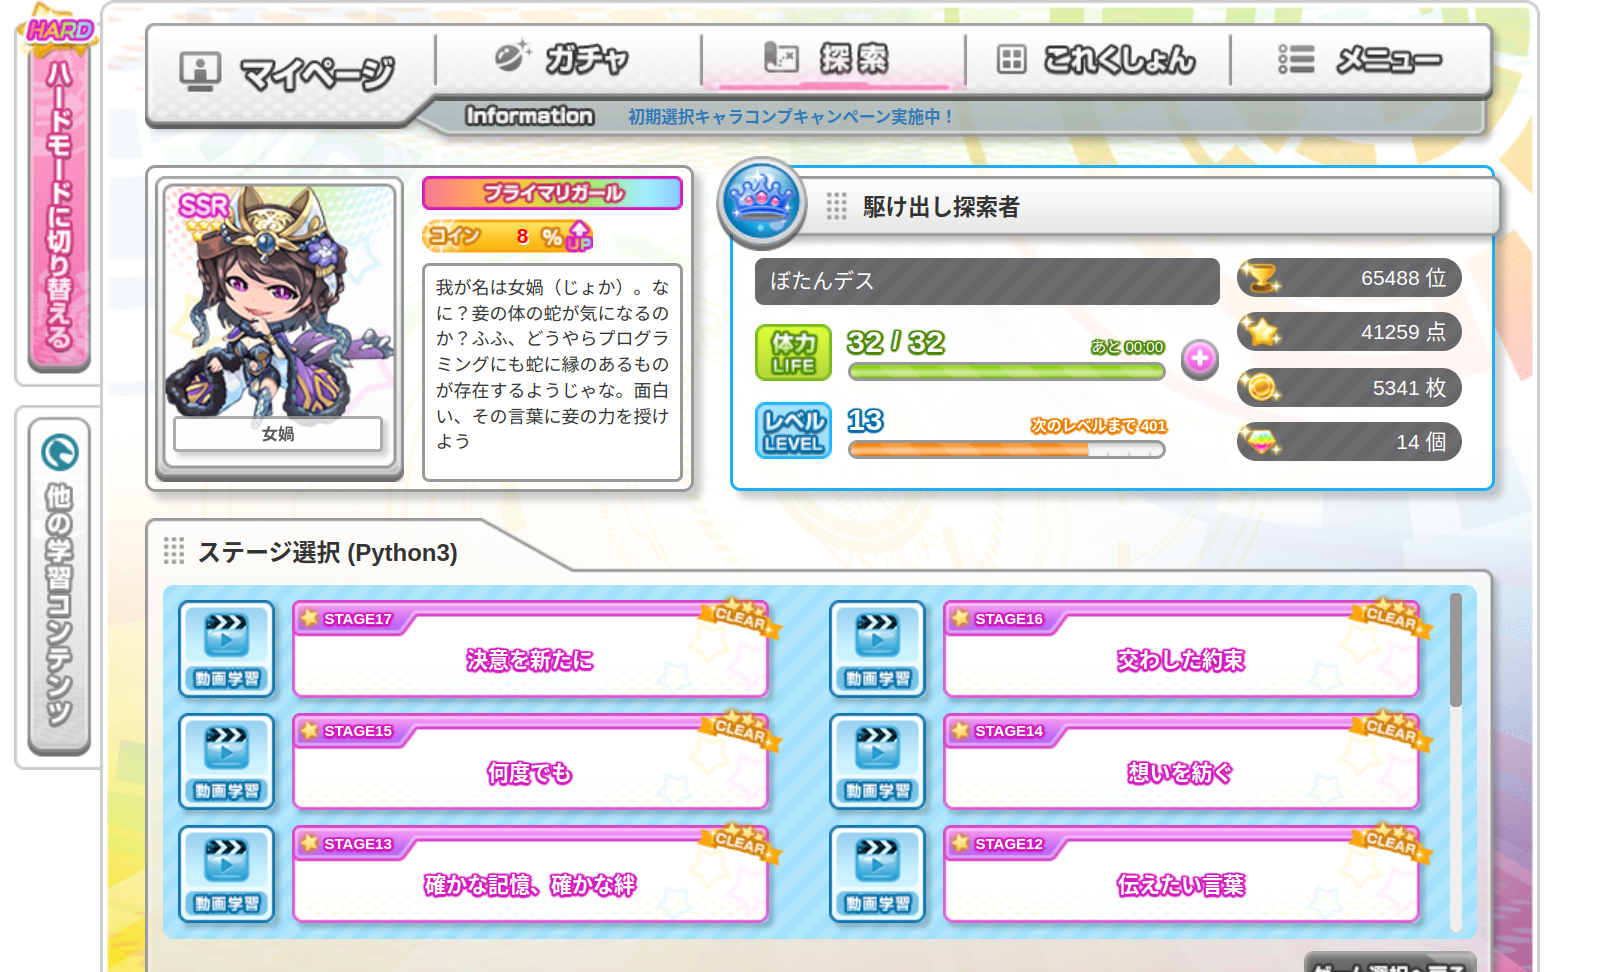 HARD
ハードモードに切り替える
他の学習コンテンツ
マイページ
ガチャ
探索
これくしょん
メニュー
Information
初期選択キャラコンプキャンペーン実施中！
SSR
女媧
プライマリガール
コイン 8 % UP
我が名は女媧（じょか）。な
に？妾の体の蛇が気になるの
か？ふふ、どうやらプログラ
ミングにも蛇に縁のあるもの
が存在するようじゃな。面白
い、その言葉に妾の力を授け
よう
駆け出し探索者
ぼたんデス
体力
LIFE
32 / 32
あと 00:00
レベル
LEVEL
13
次のレベルまで 401
65488 位
41259 点
5341 枚
14 個
ステージ選択 (Python3)
動画学習
STAGE17
CLEAR
決意を新たに
動画学習
STAGE16
CLEAR
交わした約束
動画学習
STAGE15
CLEAR
何度でも
動画学習
STAGE14
CLEAR
想いを紡ぐ
動画学習
STAGE13
CLEAR
確かな記憶、確かな絆
動画学習
STAGE12
CLEAR
伝えたい言葉
ゲーム選択へ戻る